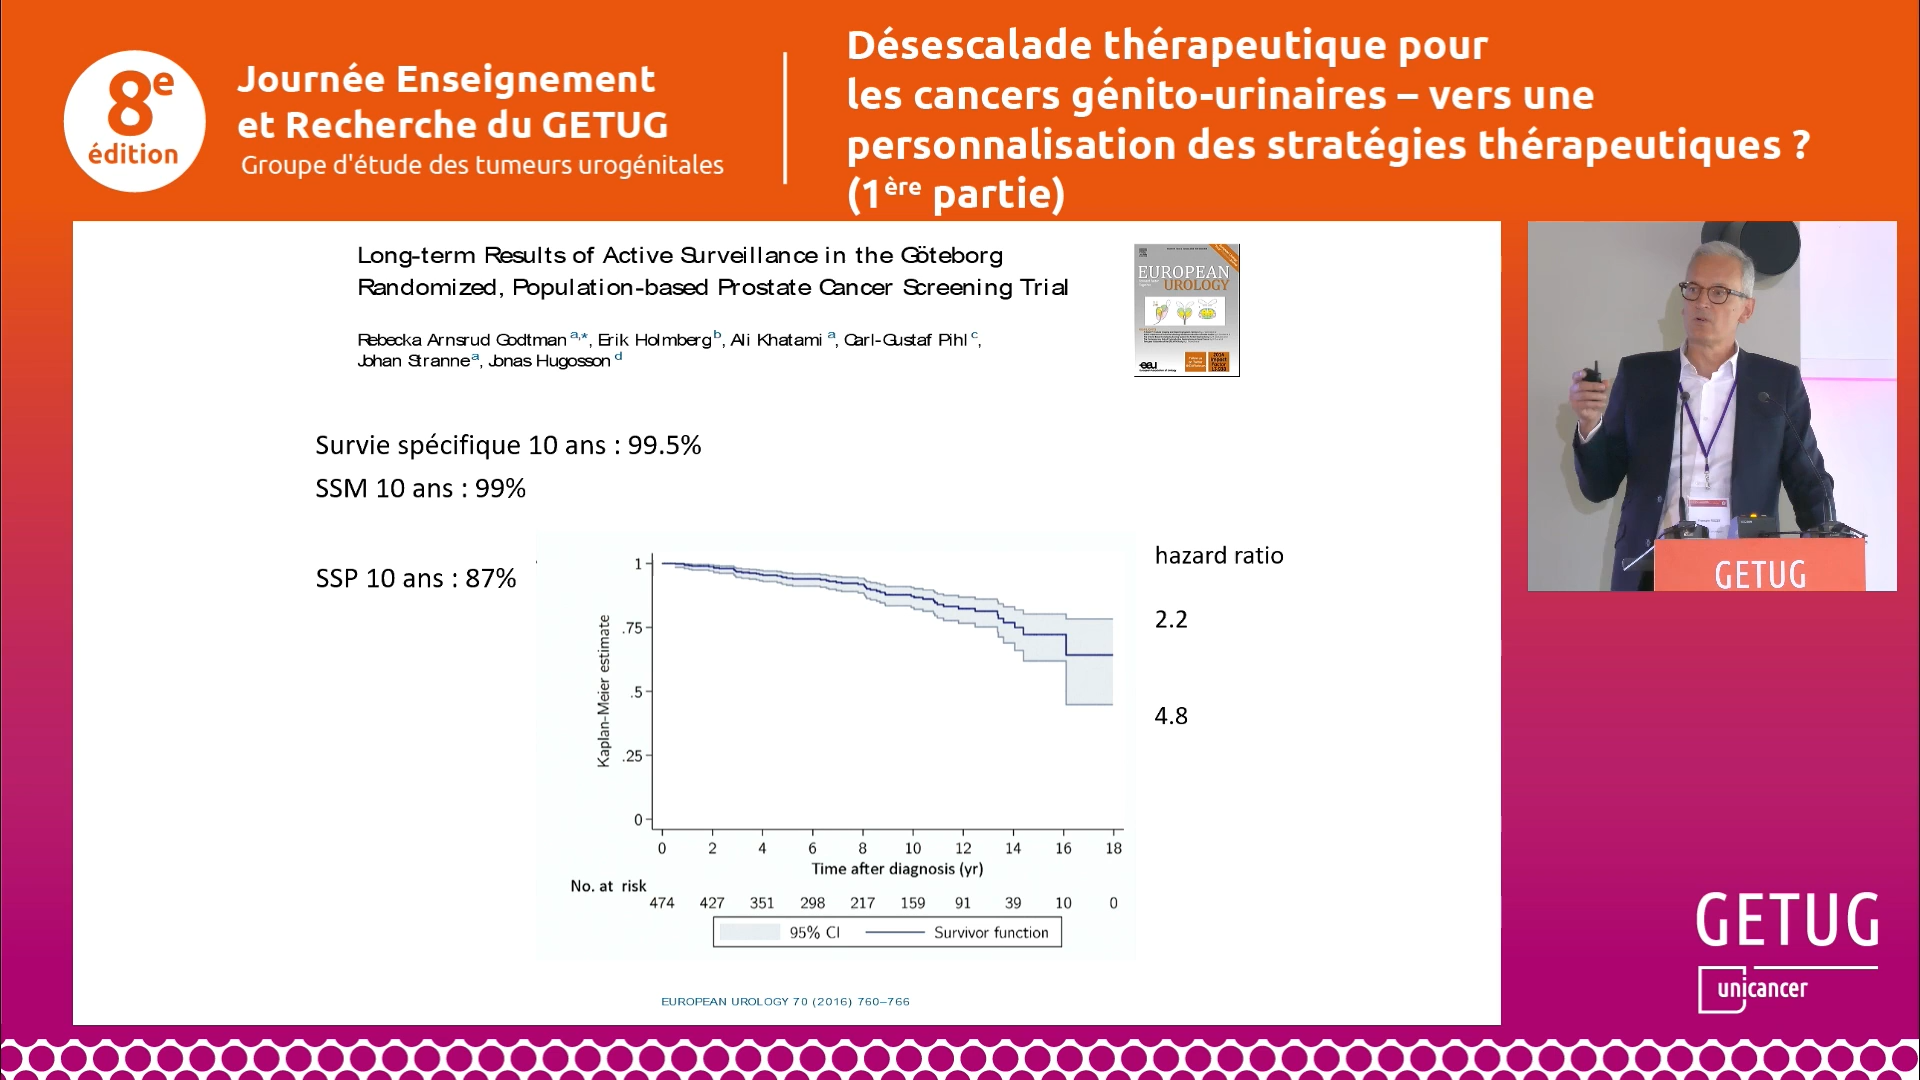 8e
édition
Journée Enseignement
et Recherche du GETUG
Groupe d'étude des tumeurs urogénitales
Désescalade thérapeutique pour
les cancers génito-urinaires – vers une
personnalisation des stratégies thérapeutiques ?
(1ère partie)
Long-term Results of Active Surveillance in the Göteborg
Randomized, Population-based Prostate Cancer Screening Trial
Rebecka Arnsrud Godtman a,*, Erik Holmberg b, Ali Khatami a, Carl-Gustaf Pihl c,
Johan Stranne a, Jonas Hugosson d
EUROPEAN
UROLOGY
eau
Survie spécifique 10 ans : 99.5%
SSM 10 ans : 99%
SSP 10 ans : 87%
hazard ratio
2.2
4.8
Kaplan-Meier estimate
1
.75
.5
.25
0
0 2 4 6 8 10 12 14 16 18
Time after diagnosis (yr)
No. at risk
474 427 351 298 217 159 91 39 10 0
95% CI Survivor function
EUROPEAN UROLOGY 70 (2016) 760–766
GETUG
GETUG
unicancer